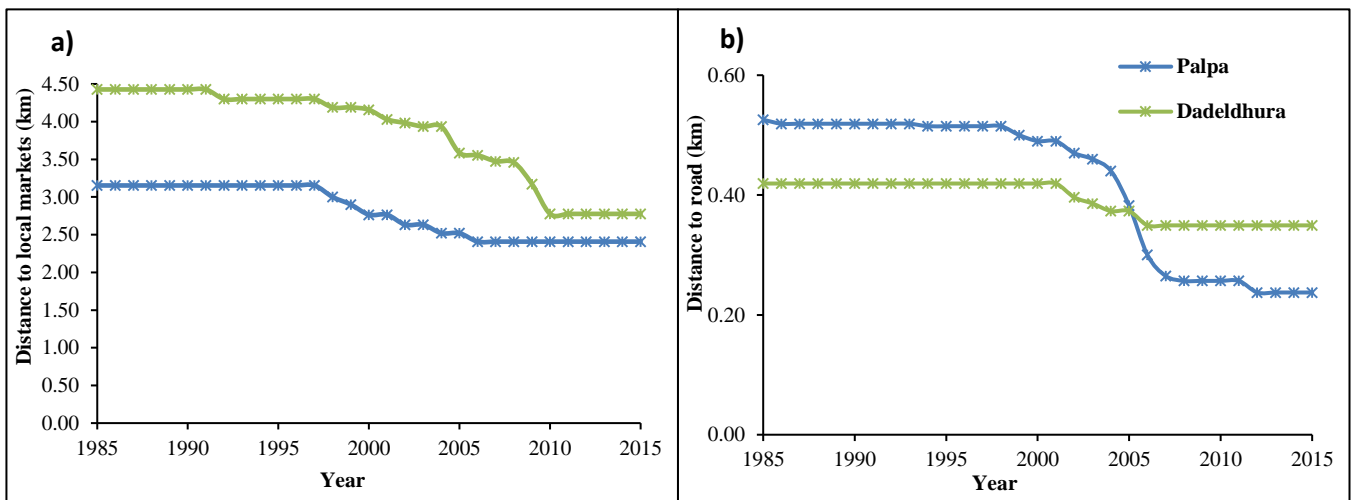 a)
Distance to local markets (km)
4.50
4.00
3.50
3.00
2.50
2.00
1.50
1.00
0.50
0.00
1985 1990 1995 2000 2005 2010 2015
Year
b)
Palpa
Dadeldhura
Distance to road (km)
0.60
0.40
0.20
0.00
1985 1990 1995 2000 2005 2010 2015
Year